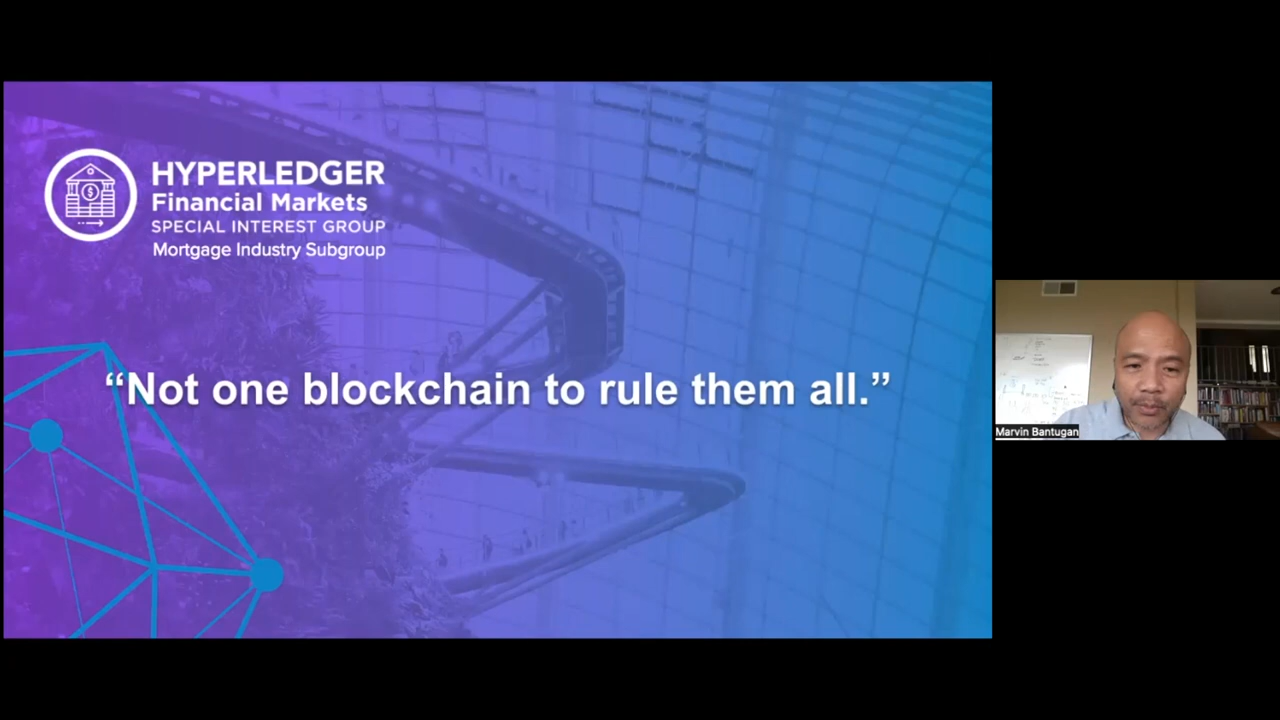 HYPERLEDGER
Financial Markets
SPECIAL INTEREST GROUP
Mortgage Industry Subgroup
“Not one blockchain to rule them all.”
Marvin Bantugan